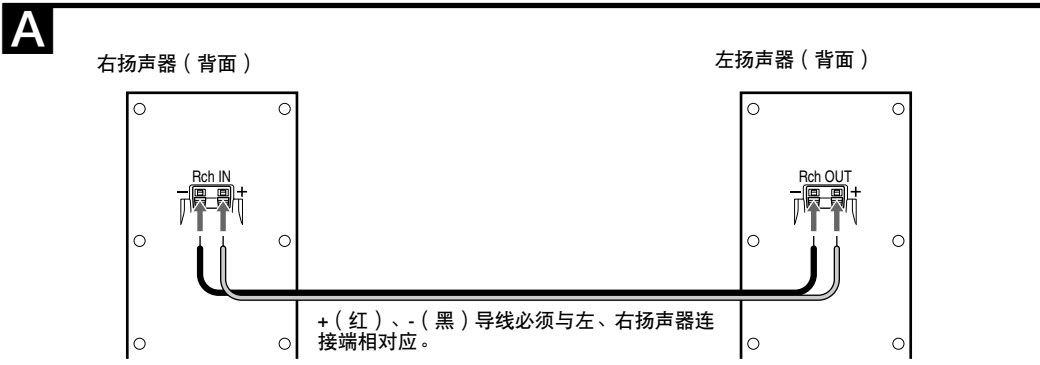 A
右扬声器（背面）
左扬声器（背面）
Rch IN
- +
Rch OUT
- +
+（红）、-（黑）导线必须与左、右扬声器连
接端相对应。